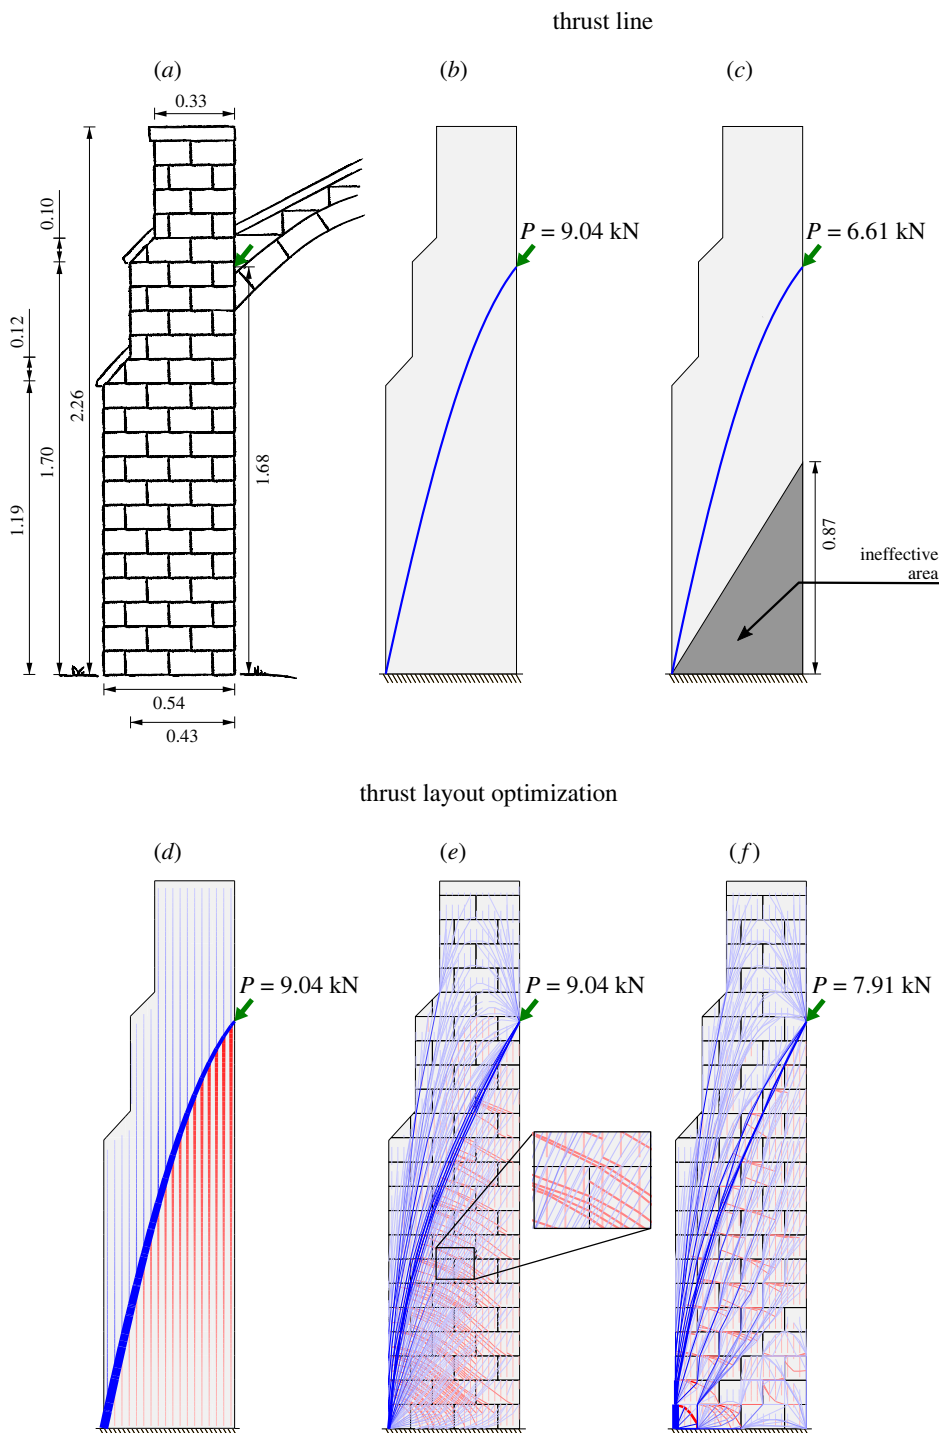 thrust line
(a)
(b)
(c)
0.33
0.10
0.12
2.26
1.70
1.19
1.68
0.54
0.43
P = 9.04 kN
P = 6.61 kN
0.87
ineffective
area
thrust layout optimization
(d)
(e)
(f)
P = 9.04 kN
P = 9.04 kN
P = 7.91 kN